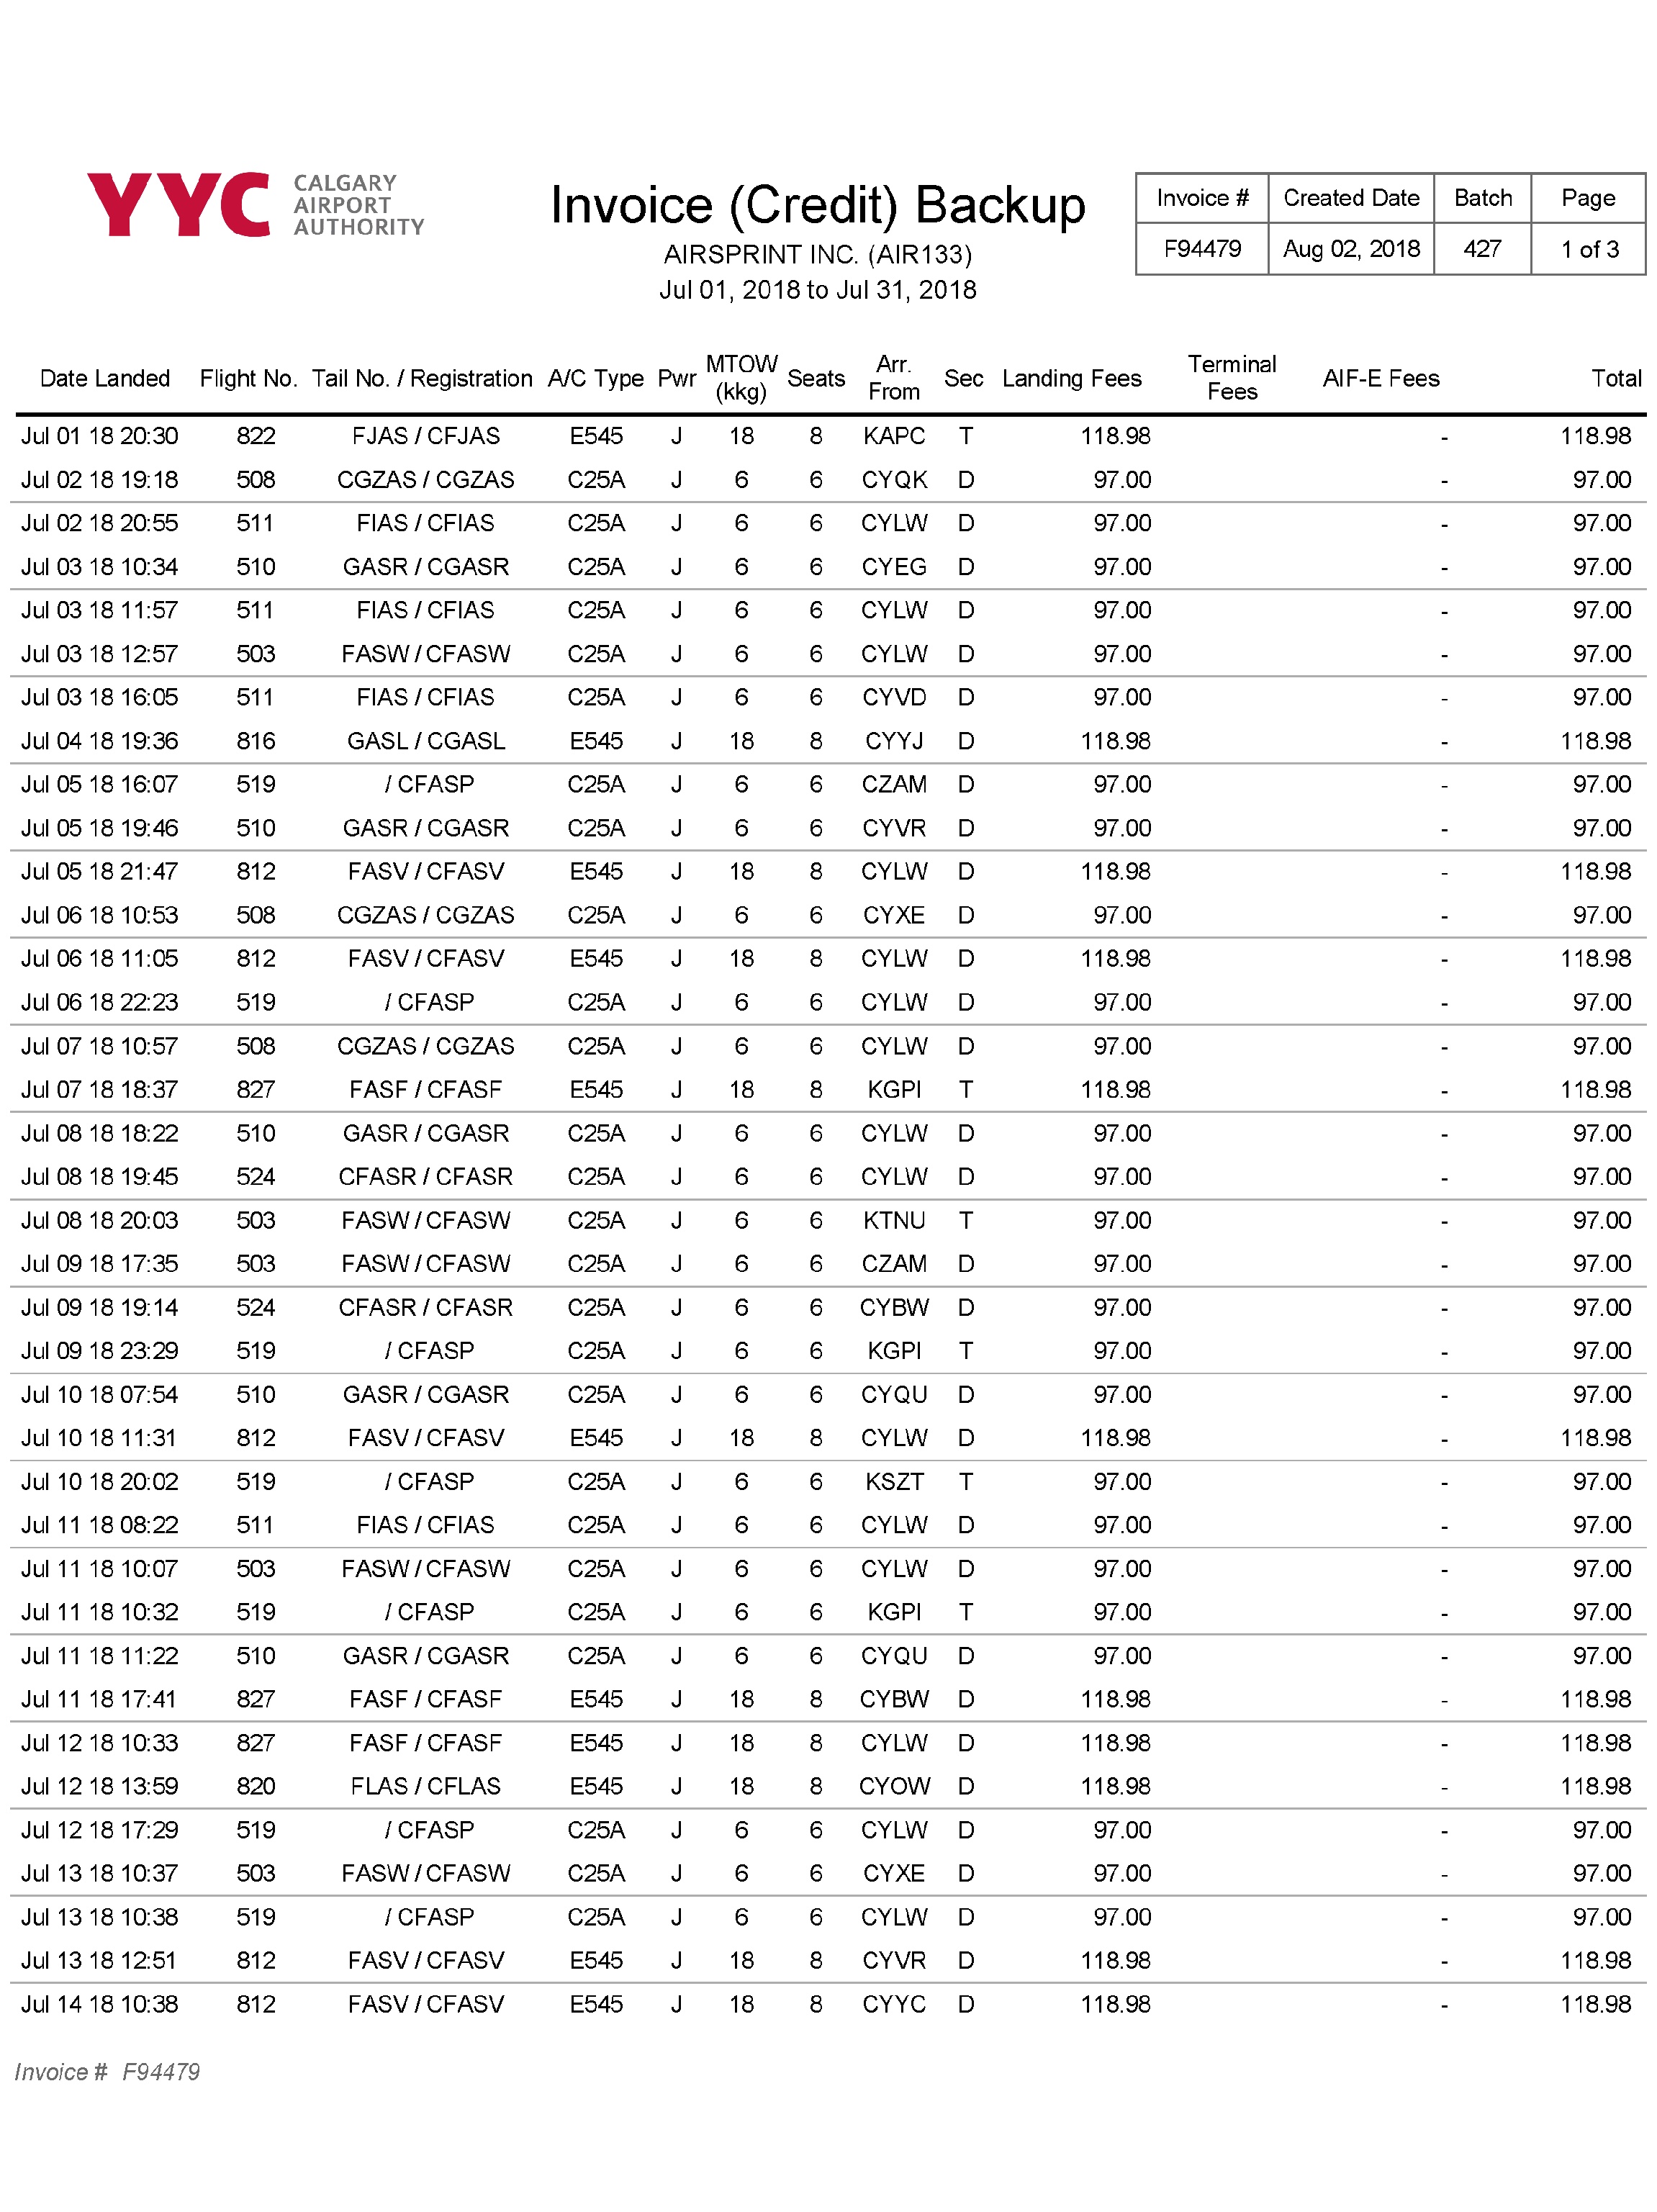 YYC CALGARY
AIRPORT
AUTHORITY
Invoice (Credit) Backup
AIRSPRINT INC. (AIR133)
Jul 01, 2018 to Jul 31, 2018
Invoice # Created Date Batch Page
F94479 Aug 02, 2018 427 1 of 3
Date Landed Flight No. Tail No. / Registration A/C Type Pwr MTOW (kkg) Seats Arr. From Sec Landing Fees Terminal Fees AIF-E Fees Total
Jul 01 18 20:30 822 FJAS / CFJAS E545 J 18 8 KAPC T 118.98 - 118.98
Jul 02 18 19:18 508 CGZAS / CGZAS C25A J 6 6 CYQK D 97.00 - 97.00
Jul 02 18 20:55 511 FIAS / CFIAS C25A J 6 6 CYLW D 97.00 - 97.00
Jul 03 18 10:34 510 GASR / CGASR C25A J 6 6 CYEG D 97.00 - 97.00
Jul 03 18 11:57 511 FIAS / CFIAS C25A J 6 6 CYLW D 97.00 - 97.00
Jul 03 18 12:57 503 FASW / CFASW C25A J 6 6 CYLW D 97.00 - 97.00
Jul 03 18 16:05 511 FIAS / CFIAS C25A J 6 6 CYVD D 97.00 - 97.00
Jul 04 18 19:36 816 GASL / CGASL E545 J 18 8 CYYJ D 118.98 - 118.98
Jul 05 18 16:07 519 / CFASP C25A J 6 6 CZAM D 97.00 - 97.00
Jul 05 18 19:46 510 GASR / CGASR C25A J 6 6 CYVR D 97.00 - 97.00
Jul 05 18 21:47 812 FASV / CFASV E545 J 18 8 CYLW D 118.98 - 118.98
Jul 06 18 10:53 508 CGZAS / CGZAS C25A J 6 6 CYXE D 97.00 - 97.00
Jul 06 18 11:05 812 FASV / CFASV E545 J 18 8 CYLW D 118.98 - 118.98
Jul 06 18 22:23 519 / CFASP C25A J 6 6 CYLW D 97.00 - 97.00
Jul 07 18 10:57 508 CGZAS / CGZAS C25A J 6 6 CYLW D 97.00 - 97.00
Jul 07 18 18:37 827 FASF / CFASF E545 J 18 8 KGPI T 118.98 - 118.98
Jul 08 18 18:22 510 GASR / CGASR C25A J 6 6 CYLW D 97.00 - 97.00
Jul 08 18 19:45 524 CFASR / CFASR C25A J 6 6 CYLW D 97.00 - 97.00
Jul 08 18 20:03 503 FASW / CFASW C25A J 6 6 KTNU T 97.00 - 97.00
Jul 09 18 17:35 503 FASW / CFASW C25A J 6 6 CZAM D 97.00 - 97.00
Jul 09 18 19:14 524 CFASR / CFASR C25A J 6 6 CYBW D 97.00 - 97.00
Jul 09 18 23:29 519 / CFASP C25A J 6 6 KGPI T 97.00 - 97.00
Jul 10 18 07:54 510 GASR / CGASR C25A J 6 6 CYQU D 97.00 - 97.00
Jul 10 18 11:31 812 FASV / CFASV E545 J 18 8 CYLW D 118.98 - 118.98
Jul 10 18 20:02 519 / CFASP C25A J 6 6 KSZT T 97.00 - 97.00
Jul 11 18 08:22 511 FIAS / CFIAS C25A J 6 6 CYLW D 97.00 - 97.00
Jul 11 18 10:07 503 FASW / CFASW C25A J 6 6 CYLW D 97.00 - 97.00
Jul 11 18 10:32 519 / CFASP C25A J 6 6 KGPI T 97.00 - 97.00
Jul 11 18 11:22 510 GASR / CGASR C25A J 6 6 CYQU D 97.00 - 97.00
Jul 11 18 17:41 827 FASF / CFASF E545 J 18 8 CYBW D 118.98 - 118.98
Jul 12 18 10:33 827 FASF / CFASF E545 J 18 8 CYLW D 118.98 - 118.98
Jul 12 18 13:59 820 FLAS / CFLAS E545 J 18 8 CYOW D 118.98 - 118.98
Jul 12 18 17:29 519 / CFASP C25A J 6 6 CYLW D 97.00 - 97.00
Jul 13 18 10:37 503 FASW / CFASW C25A J 6 6 CYXE D 97.00 - 97.00
Jul 13 18 10:38 519 / CFASP C25A J 6 6 CYLW D 97.00 - 97.00
Jul 13 18 12:51 812 FASV / CFASV E545 J 18 8 CYVR D 118.98 - 118.98
Jul 14 18 10:38 812 FASV / CFASV E545 J 18 8 CYYC D 118.98 - 118.98
Invoice # F94479